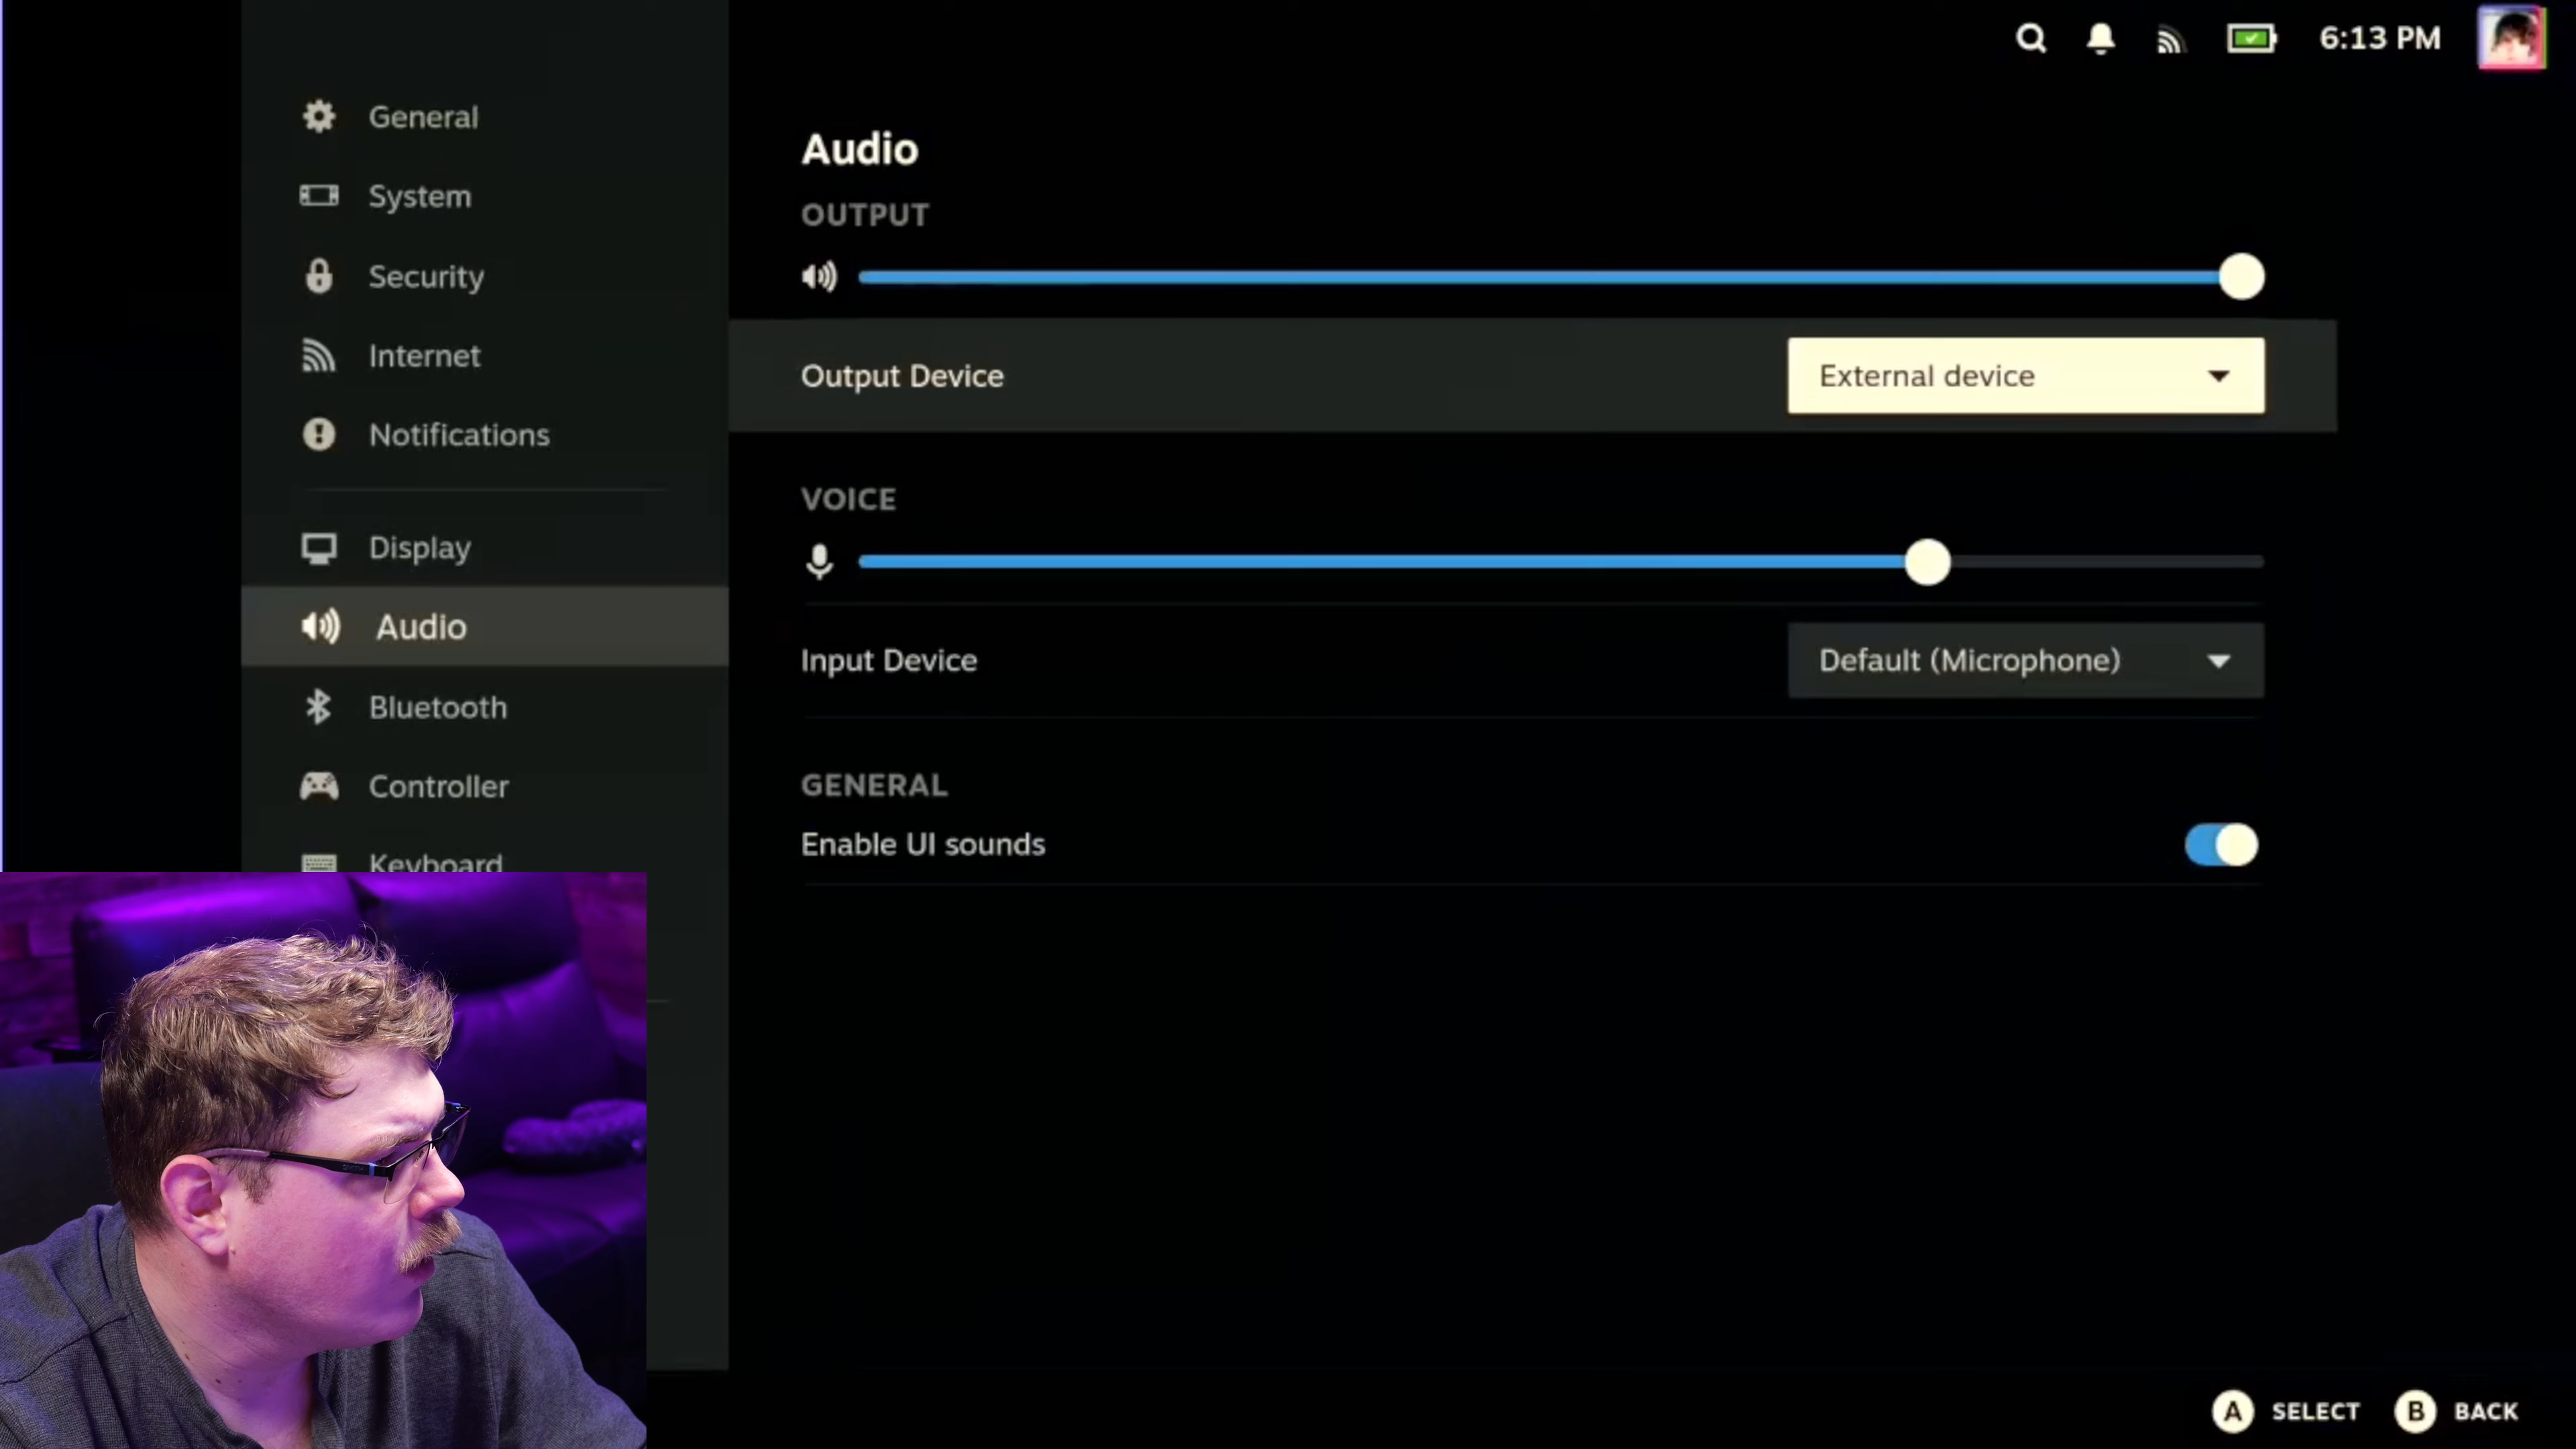 6:13 PM
General
System
Security
Internet
Notifications
Display
Audio
Bluetooth
Controller
Keyboard
Audio
OUTPUT
Output Device
External device
VOICE
Input Device
Default (Microphone)
GENERAL
Enable UI sounds
A SELECT B BACK